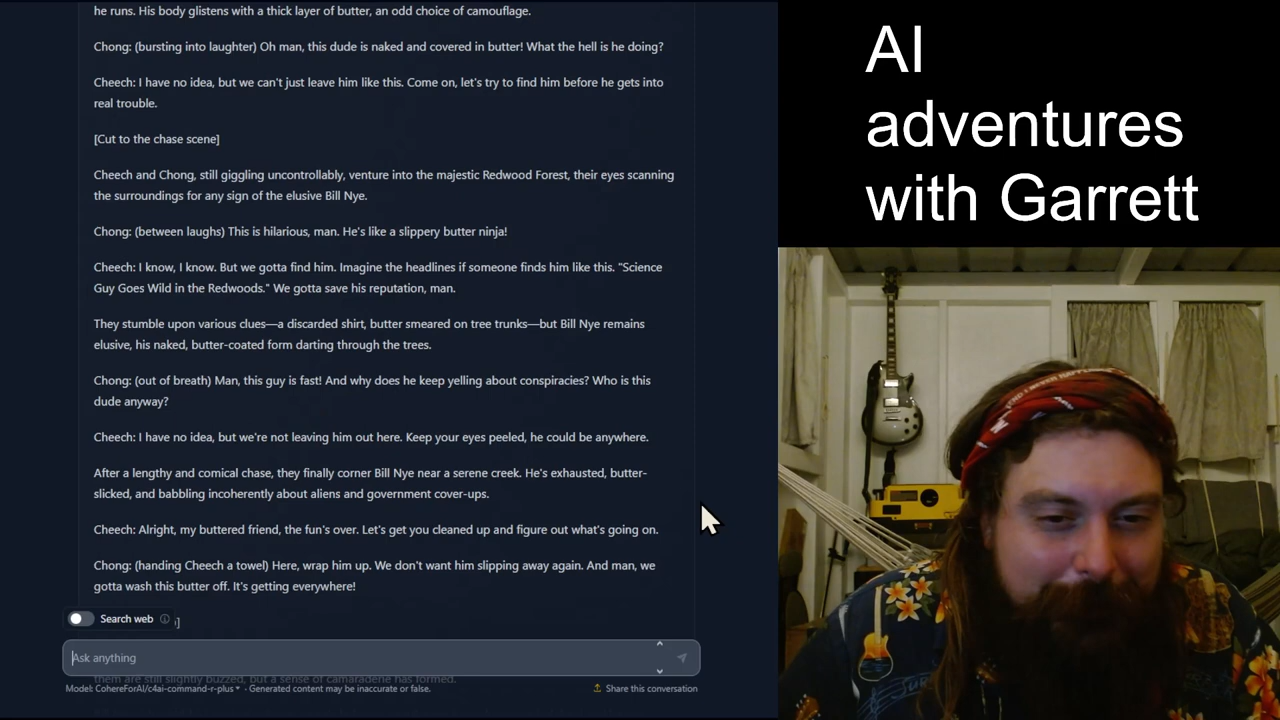 he runs. His body glistens with a thick layer of butter, an odd choice of camouflage.
Chong: (bursting into laughter) Oh man, this dude is naked and covered in butter! What the hell is he doing?
Cheech: I have no idea, but we can't just leave him like this. Come on, let's try to find him before he gets into
real trouble.
[Cut to the chase scene]
Cheech and Chong, still giggling uncontrollably, venture into the majestic Redwood Forest, their eyes scanning
the surroundings for any sign of the elusive Bill Nye.
Chong: (between laughs) This is hilarious, man. He's like a slippery butter ninja!
Cheech: I know, I know. But we gotta find him. Imagine the headlines if someone finds him like this. "Science
Guy Goes Wild in the Redwoods." We gotta save his reputation, man.
They stumble upon various clues—a discarded shirt, butter smeared on tree trunks—but Bill Nye remains
elusive, his naked, butter-coated form darting through the trees.
Chong: (out of breath) Man, this guy is fast! And why does he keep yelling about conspiracies? Who is this
dude anyway?
Cheech: I have no idea, but we're not leaving him out here. Keep your eyes peeled, he could be anywhere.
After a lengthy and comical chase, they finally corner Bill Nye near a serene creek. He's exhausted, butter-
slicked, and babbling incoherently about aliens and government cover-ups.
Cheech: Alright, my buttered friend, the fun's over. Let's get you cleaned up and figure out what's going on.
Chong: (handing Cheech a towel) Here, wrap him up. We don't want him slipping away again. And man, we
gotta wash this butter off. It's getting everywhere!
Search web
Ask anything
them are still slightly buzzed, but a sense of camaraderie has formed.
Model: CohereForAI/c4ai-command-r-plus · Generated content may be inaccurate or false.
Share this conversation
AI
adventures
with Garrett